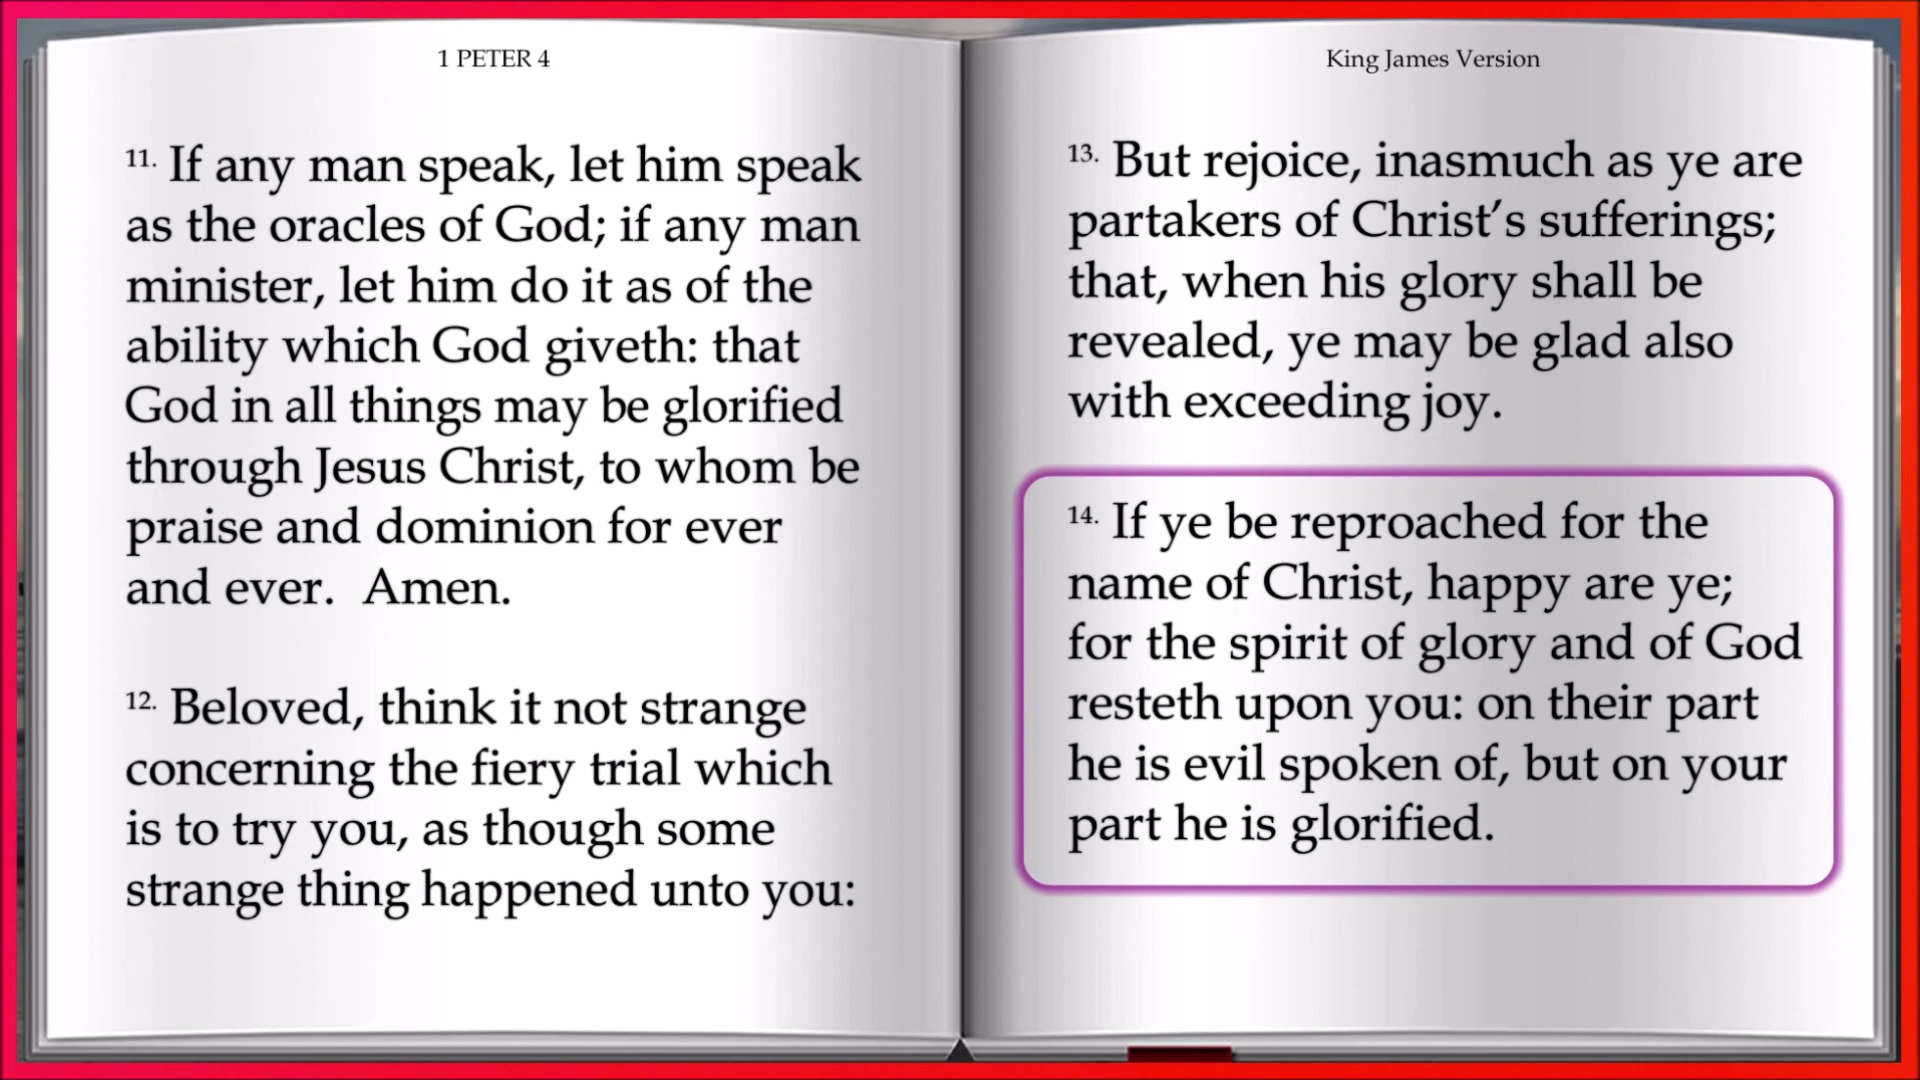 1 PETER 4
11. If any man speak, let him speak
as the oracles of God; if any man
minister, let him do it as of the
ability which God giveth: that
God in all things may be glorified
through Jesus Christ, to whom be
praise and dominion for ever
and ever.  Amen.
12. Beloved, think it not strange
concerning the fiery trial which
is to try you, as though some
strange thing happened unto you:
King James Version
13. But rejoice, inasmuch as ye are
partakers of Christ’s sufferings;
that, when his glory shall be
revealed, ye may be glad also
with exceeding joy.
14. If ye be reproached for the
name of Christ, happy are ye;
for the spirit of glory and of God
resteth upon you: on their part
he is evil spoken of, but on your
part he is glorified.